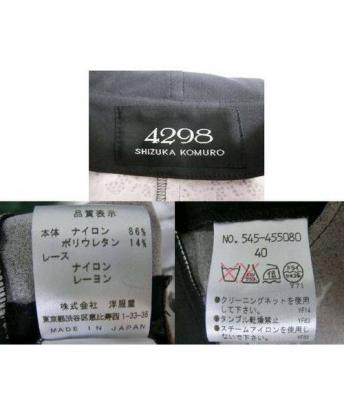 4298
SHIZUKA KOMURO
品質表示
本体 ナイロン 86%
ポリウレタン 14%
レース
ナイロン
レーヨン
株式会社 洋服屋
東京都渋谷区恵比寿西1-33-36
MADE IN JAPAN
NO. 545-455080
40
ドライ
●クリーニングネットを使用
して下さい。
●タンブル乾燥禁止
●スチームアイロンを使用しな
いで下さい。